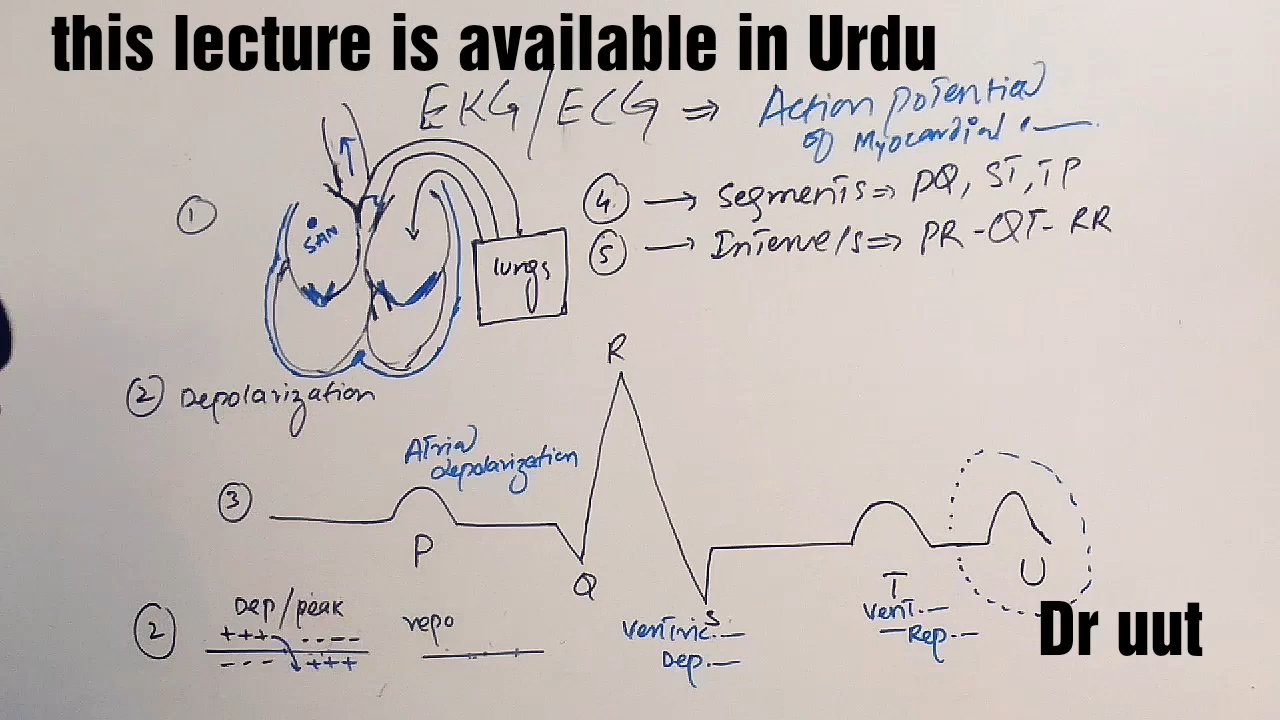 this lecture is available in Urdu
EKG/ECG ⇒ Action potential
of Myocardial
①
SAN
lungs
④ → Segments ⇒ PQ, ST, TP
⑤ → Intervels ⇒ PR - QT - RR
② Depolarization
R
Atrial
depolarization
③
P
Q
S
T
U
② Dep/peak
+++ ----
--- +++
repo
Ventric.—
Dep.—
Vent.—
—Rep.—
Dr uut